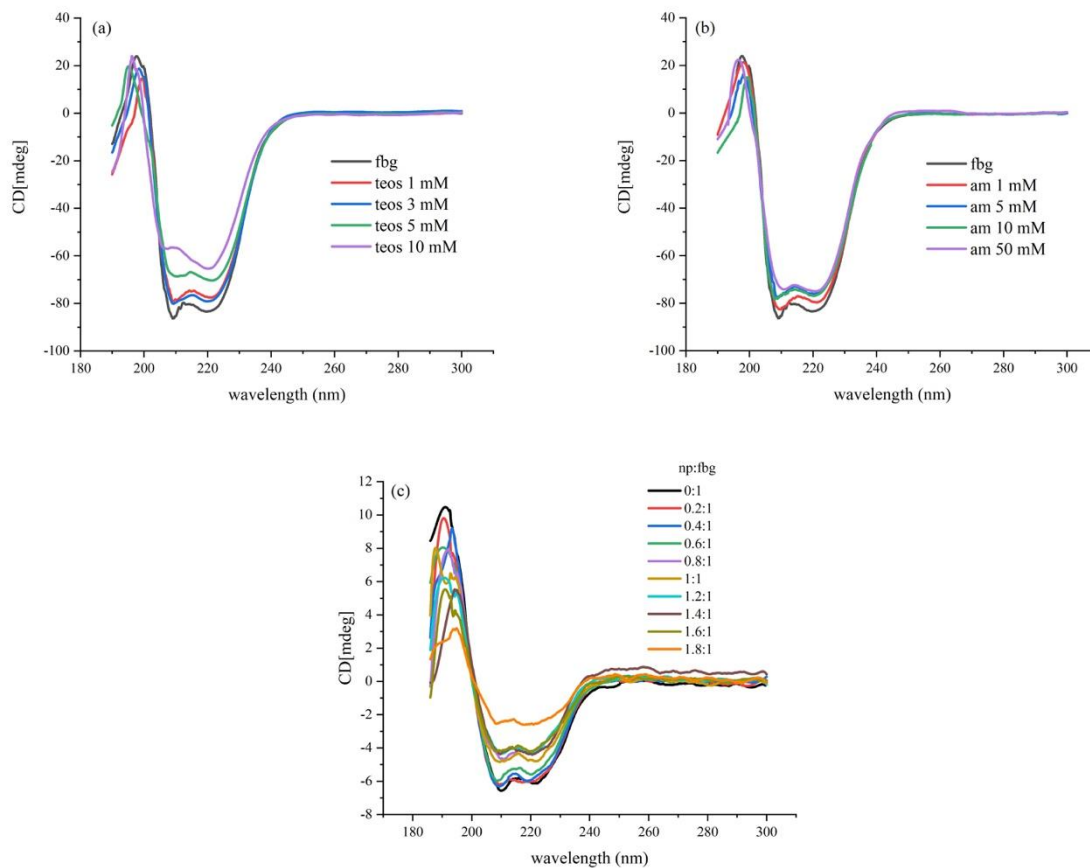 (a)
40
20
0
-20
-40
-60
-80
-100
CD[mdeg]
fbg
teos 1 mM
teos 3 mM
teos 5 mM
teos 10 mM
180 200 220 240 260 280 300
wavelength (nm)
(b)
40
20
0
-20
-40
-60
-80
-100
CD[mdeg]
fbg
am 1 mM
am 5 mM
am 10 mM
am 50 mM
180 200 220 240 260 280 300
wavelength (nm)
(c)
12
10
8
6
4
2
0
-2
-4
-6
-8
CD[mdeg]
np:fbg
0:1
0.2:1
0.4:1
0.6:1
0.8:1
1:1
1.2:1
1.4:1
1.6:1
1.8:1
180 200 220 240 260 280 300
wavelength (nm)